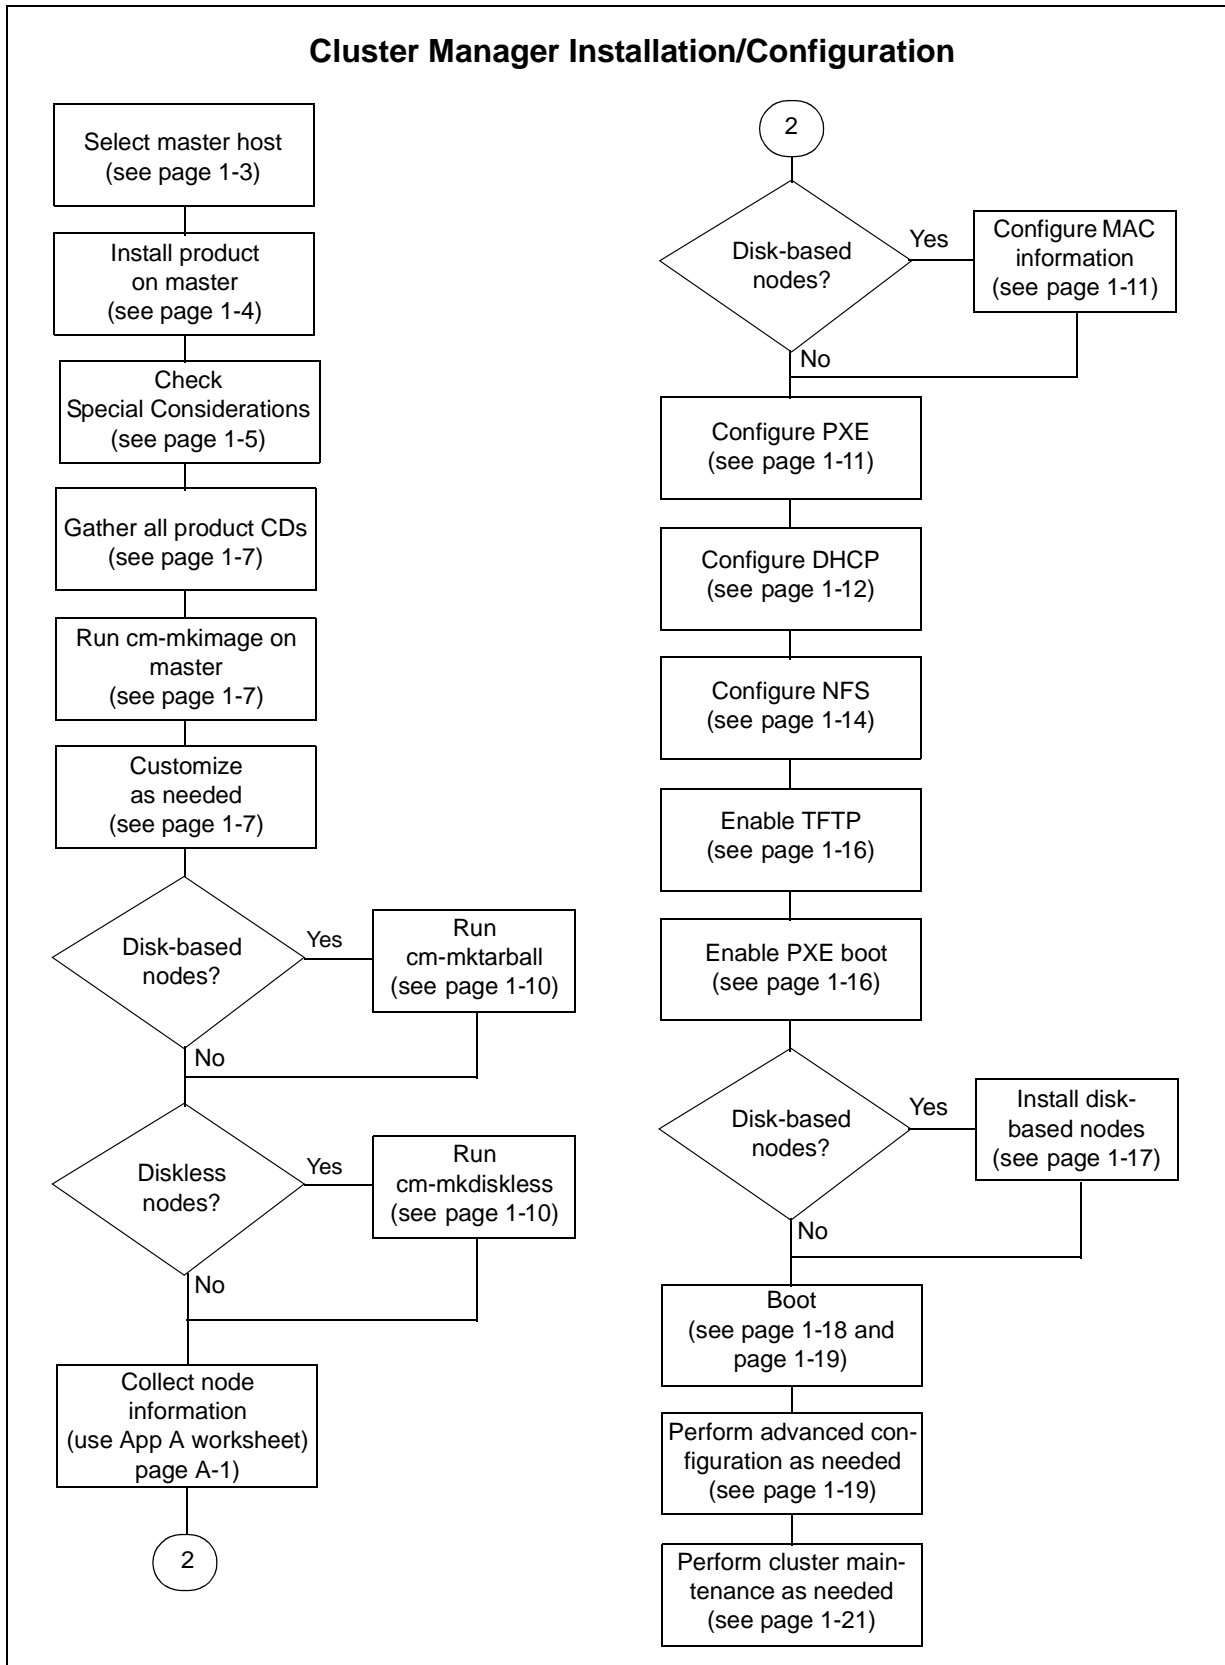 Cluster Manager Installation/Configuration
Select master host
(see page 1-3)
Install product
on master
(see page 1-4)
Check
Special Considerations
(see page 1-5)
Gather all product CDs
(see page 1-7)
Run cm-mkimage on
master
(see page 1-7)
Customize
as needed
(see page 1-7)
Disk-based
nodes?
Yes
Run
cm-mktarball
(see page 1-10)
No
Diskless
nodes?
Yes
Run
cm-mkdiskless
(see page 1-10)
No
Collect node
information
(use App A worksheet)
page A-1)
2
2
Disk-based
nodes?
Yes
Configure MAC
information
(see page 1-11)
No
Configure PXE
(see page 1-11)
Configure DHCP
(see page 1-12)
Configure NFS
(see page 1-14)
Enable TFTP
(see page 1-16)
Enable PXE boot
(see page 1-16)
Disk-based
nodes?
Yes
Install disk-
based nodes
(see page 1-17)
No
Boot
(see page 1-18 and
page 1-19)
Perform advanced con-
figuration as needed
(see page 1-19)
Perform cluster main-
tenance as needed
(see page 1-21)